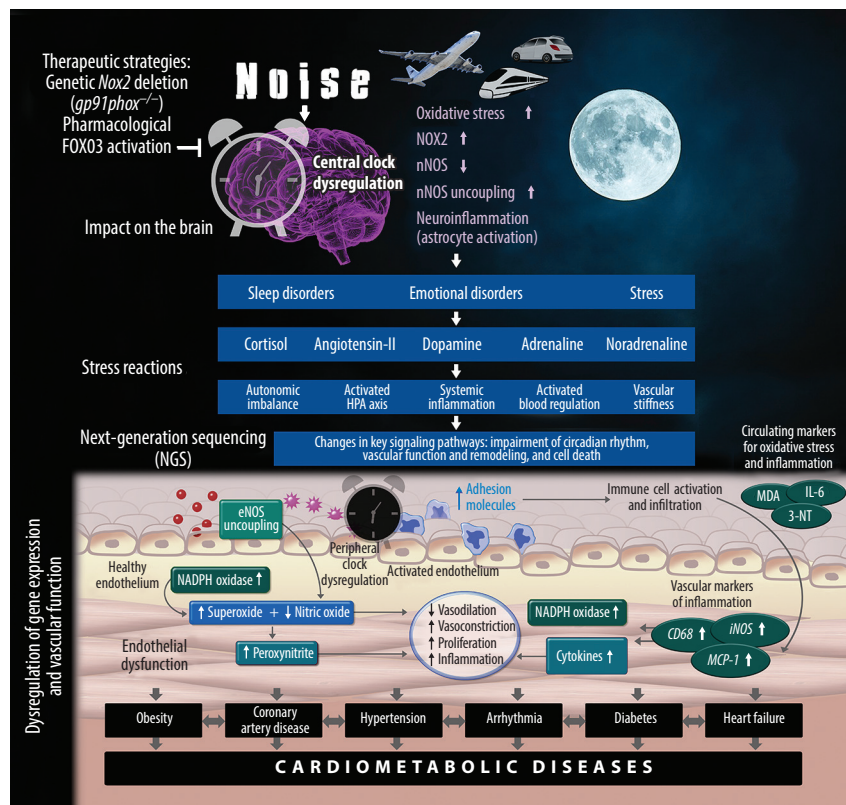 Therapeutic strategies:
Genetic Nox2 deletion
(gp91phox–/–)
Pharmacological
FOX03 activation
Noise
Central clock
dysregulation
Impact on the brain
Oxidative stress ↑
NOX2 ↑
nNOS ↓
nNOS uncoupling ↑
Neuroinflammation
(astrocyte activation)
Sleep disorders Emotional disorders Stress
Stress reactions
Cortisol Angiotensin-II Dopamine Adrenaline Noradrenaline
Autonomic
imbalance
Activated
HPA axis
Systemic
inflammation
Activated
blood regulation
Vascular
stiffness
Next-generation sequencing
(NGS)
Changes in key signaling pathways: impairment of circadian rhythm,
vascular function and remodeling, and cell death
Circulating markers
for oxidative stress
and inflammation
MDA
IL-6
3-NT
Dysregulation of gene expression
and vascular function
eNOS
uncoupling
↑ Adhesion
molecules
Immune cell activation
and infiltration
Peripheral
clock
dysregulation
Activated endothelium
Healthy
endothelium
NADPH oxidase ↑
↑ Superoxide + ↓ Nitric oxide
↑ Peroxynitrite
Endothelial
dysfunction
↓ Vasodilation
↑ Vasoconstriction
↑ Proliferation
↑ Inflammation
NADPH oxidase ↑
Cytokines ↑
Vascular markers
of inflammation
CD68 ↑
iNOS ↑
MCP-1 ↑
Obesity
Coronary
artery disease
Hypertension
Arrhythmia
Diabetes
Heart failure
CARDIOMETABOLIC DISEASES